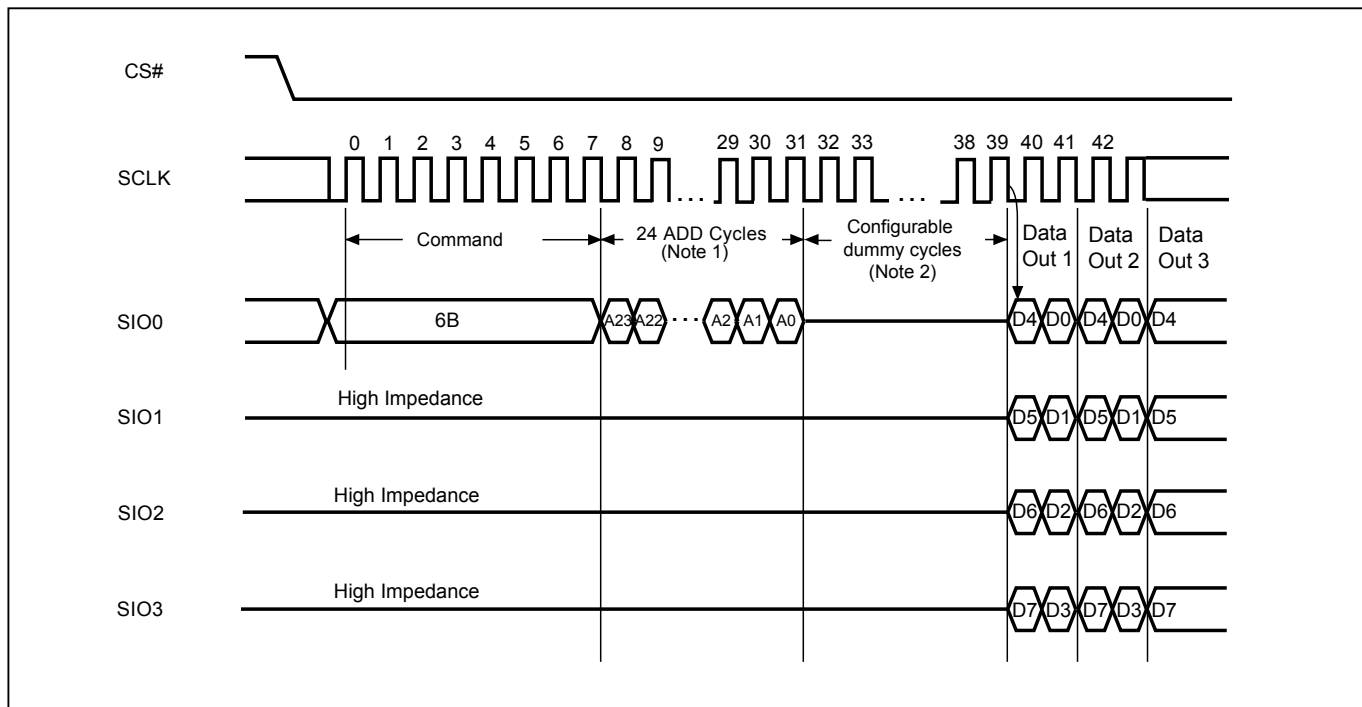 CS#
0 1 2 3 4 5 6 7 8 9 29 30 31 32 33 38 39 40 41 42
SCLK
. . . . . .
Command
24 ADD Cycles
(Note 1)
Configurable
dummy cycles
(Note 2)
Data
Out 1
Data
Out 2
Data
Out 3
SIO0
6B
A23 A22 · · · · A2 A1 A0
D4 D0 D4 D0 D4
High Impedance
SIO1
D5 D1 D5 D1 D5
High Impedance
SIO2
D6 D2 D6 D2 D6
High Impedance
SIO3
D7 D3 D7 D3 D7